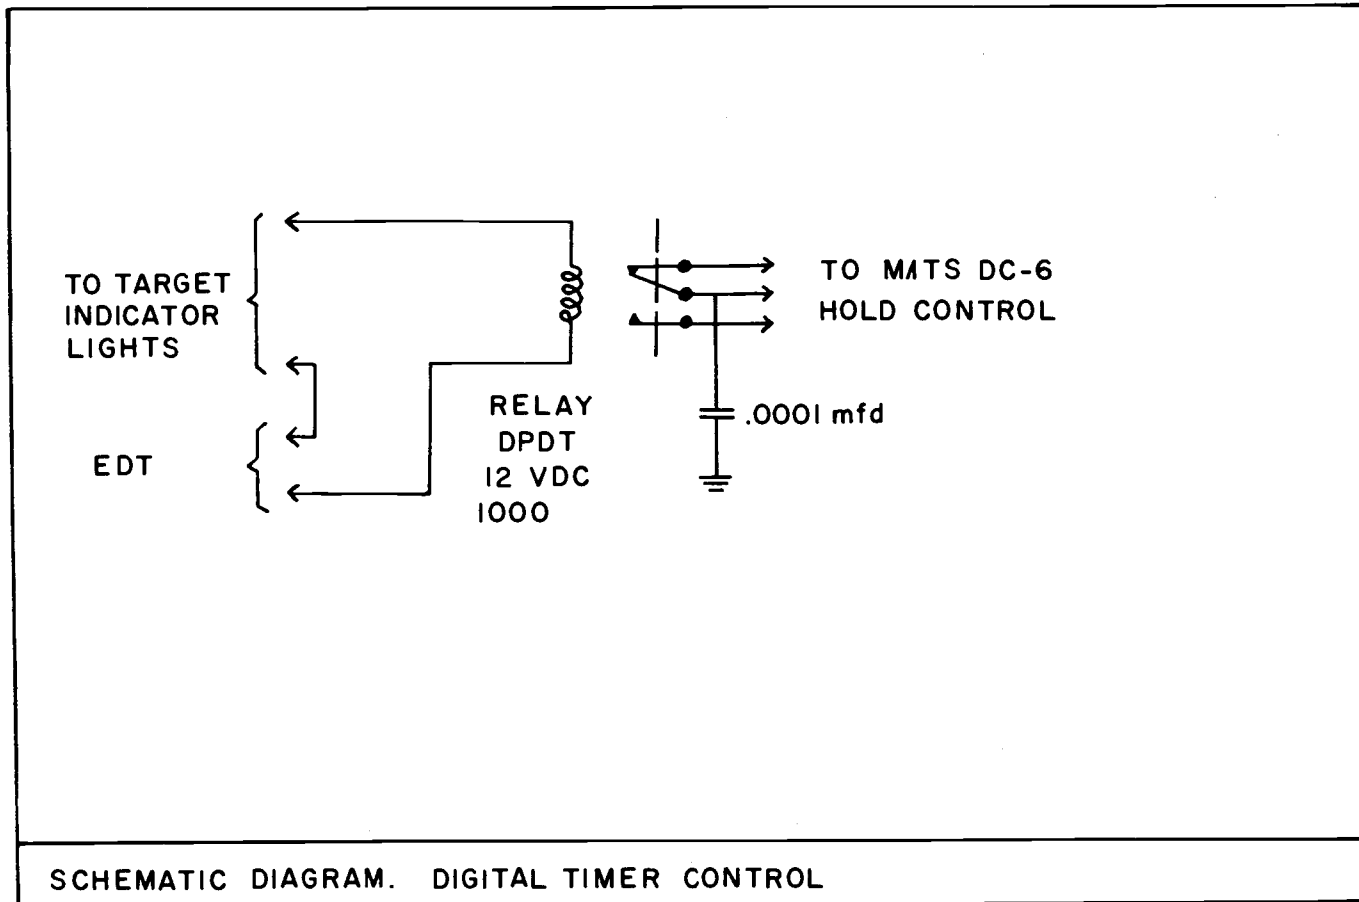 TO TARGET
INDICATOR
LIGHTS
EDT
RELAY
DPDT
12 VDC
1000
TO MATS DC-6
HOLD CONTROL
.0001 mfd
SCHEMATIC DIAGRAM. DIGITAL TIMER CONTROL